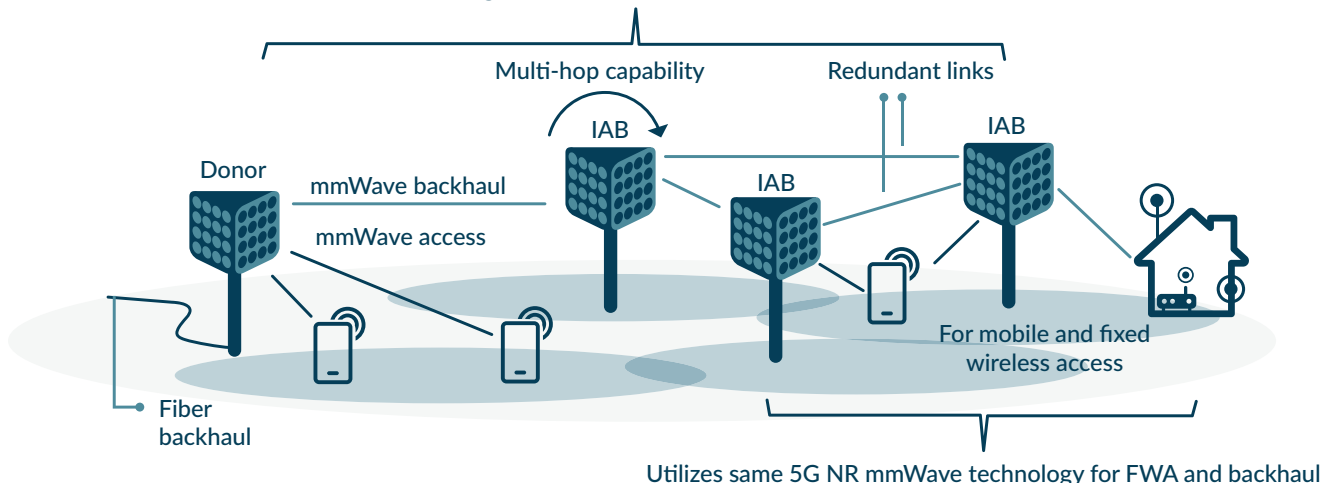 Multi-hop capability
Redundant links
IAB
IAB
Donor
IAB
mmWave backhaul
mmWave access
For mobile and fixed
wireless access
Fiber
backhaul
Utilizes same 5G NR mmWave technology for FWA and backhaul